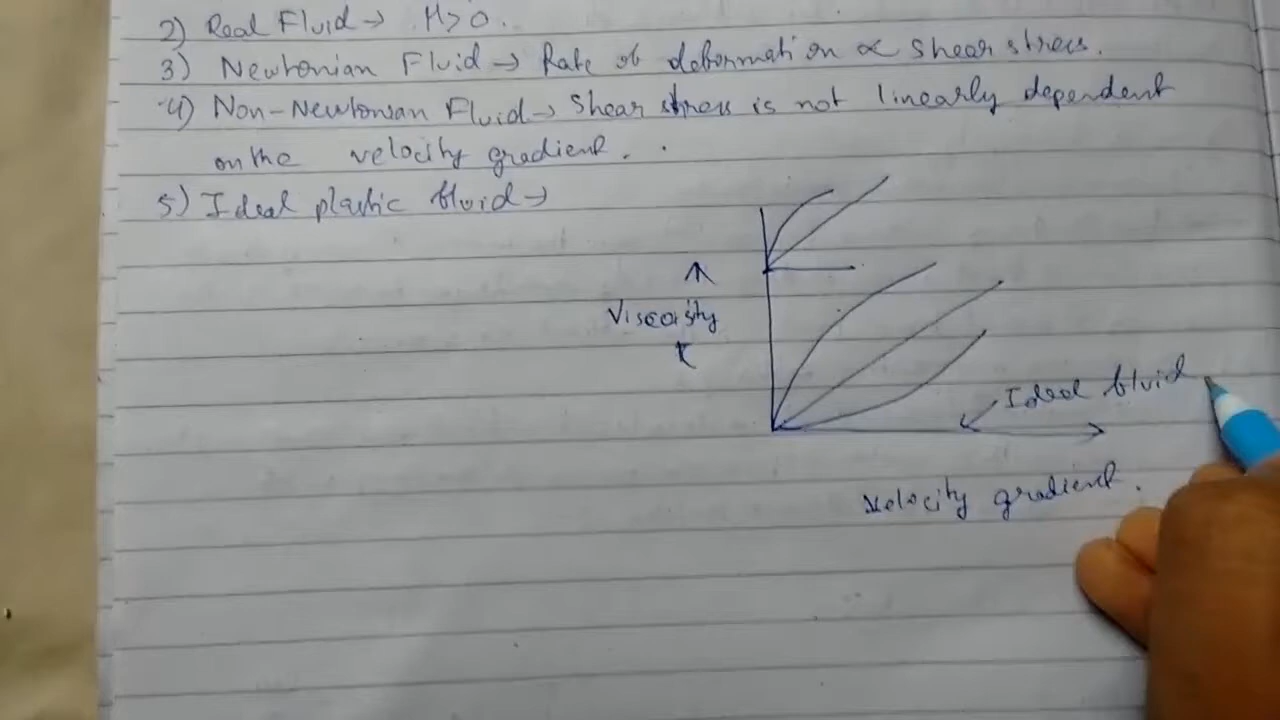 2) Real Fluid → μ>0.
3) Newtonian Fluid → Rate of deformation ∝ shear stress.
4) Non-Newtonian Fluid → Shear stress is not linearly dependent
on the velocity gradient.
5) Ideal plastic fluid →
Viscosity
τ
Ideal fluid
Velocity gradient.